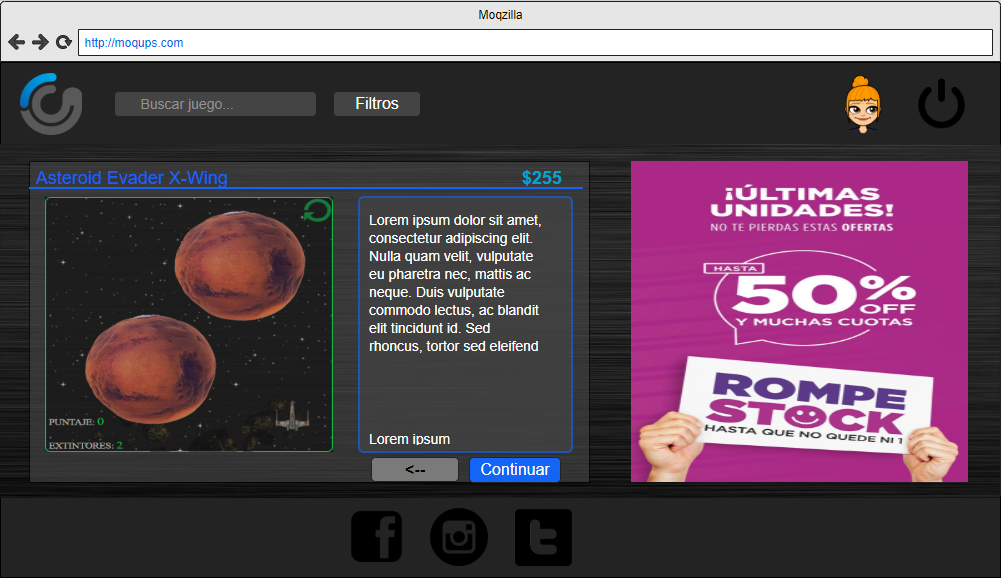 Moqzilla
http://moqups.com
Buscar juego...
Filtros
Asteroid Evader X-Wing
$255
PUNTAJE: 0
EXTINTORES: 2
Lorem ipsum dolor sit amet,
consectetur adipiscing elit.
Nulla quam velit, vulputate
eu pharetra nec, mattis ac
neque. Duis vulputate
commodo lectus, ac blandit
elit tincidunt id. Sed
rhoncus, tortor sed eleifend
Lorem ipsum
<--
Continuar
¡ÚLTIMAS
UNIDADES!
NO TE PIERDAS ESTAS OFERTAS
HASTA
50%
OFF
Y MUCHAS CUOTAS
ROMPE
STOCK
HASTA QUE NO QUEDE NI 1